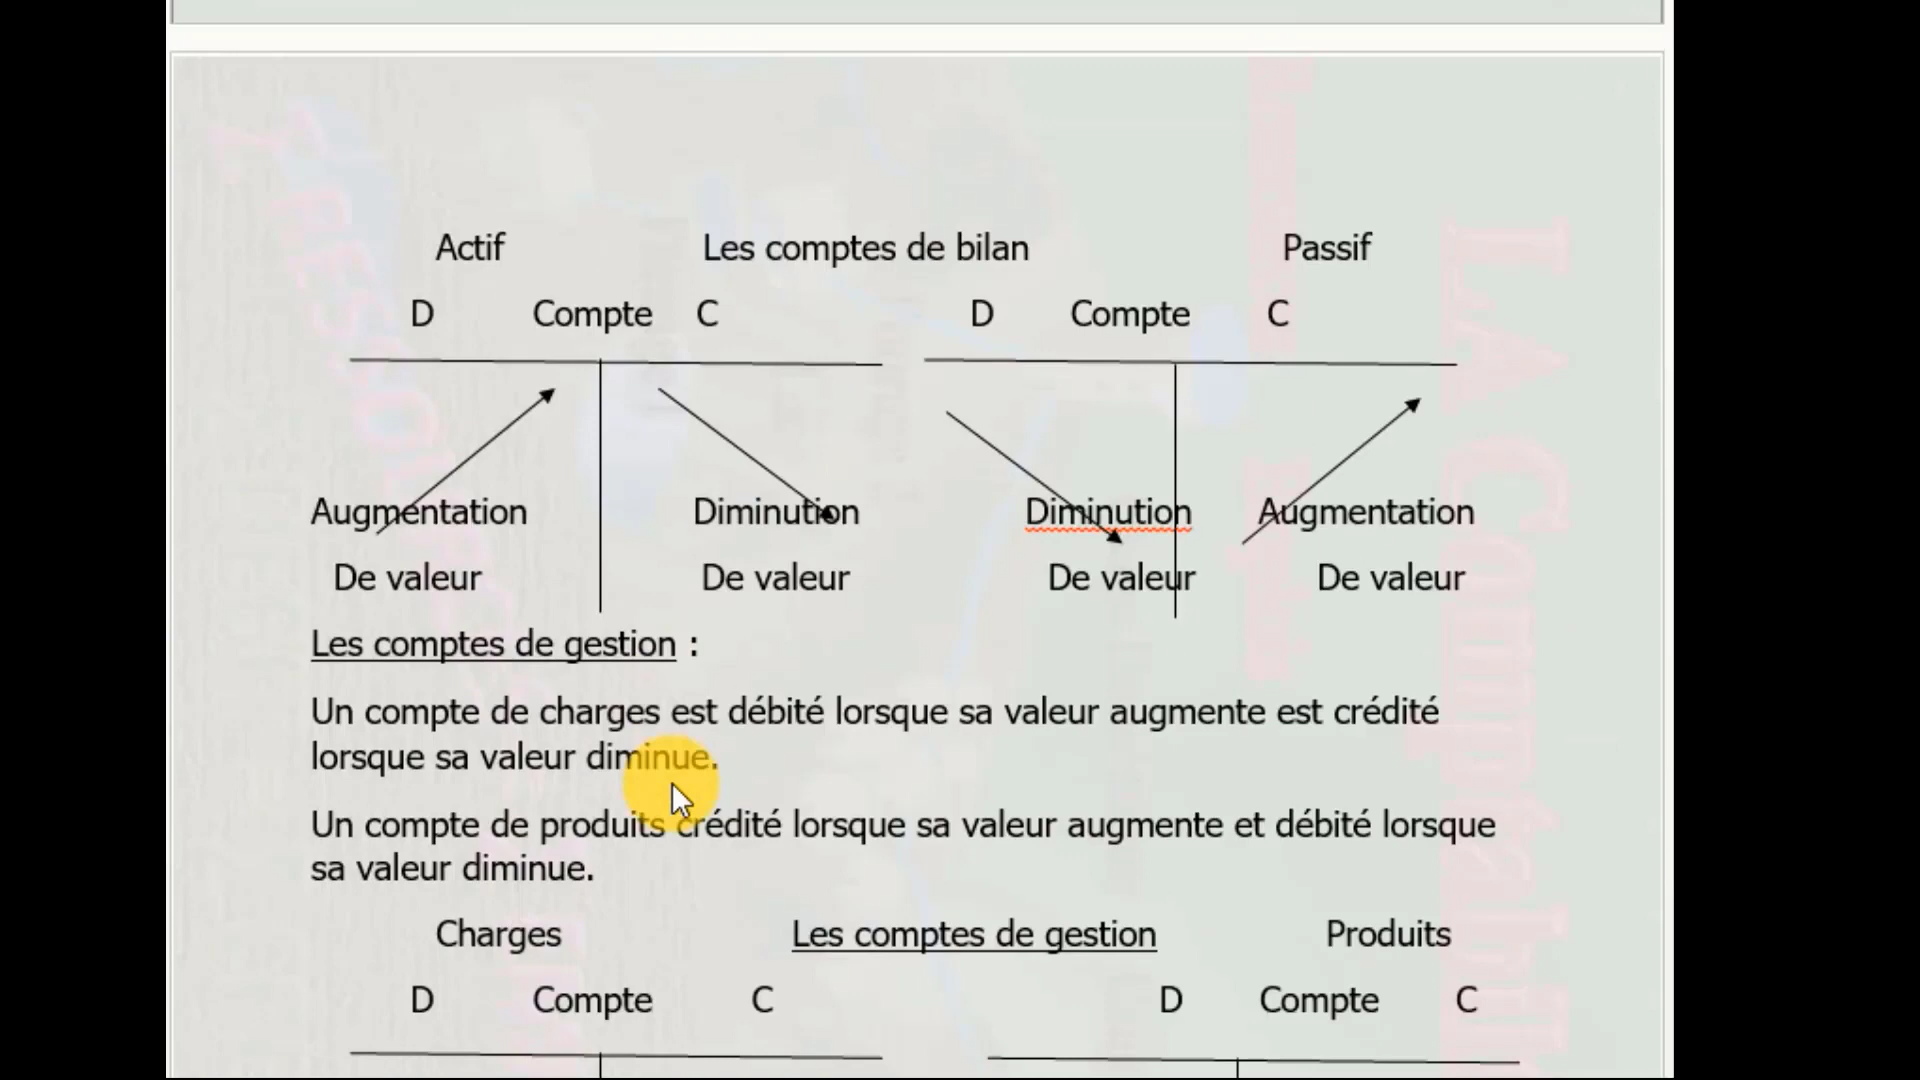 Actif Les comptes de bilan Passif
D Compte C D Compte C
Augmentation Diminution Diminution Augmentation
De valeur De valeur De valeur De valeur
Les comptes de gestion :
Un compte de charges est débité lorsque sa valeur augmente est crédité
lorsque sa valeur diminue.
Un compte de produits crédité lorsque sa valeur augmente et débité lorsque
sa valeur diminue.
Charges Les comptes de gestion Produits
D Compte C D Compte C